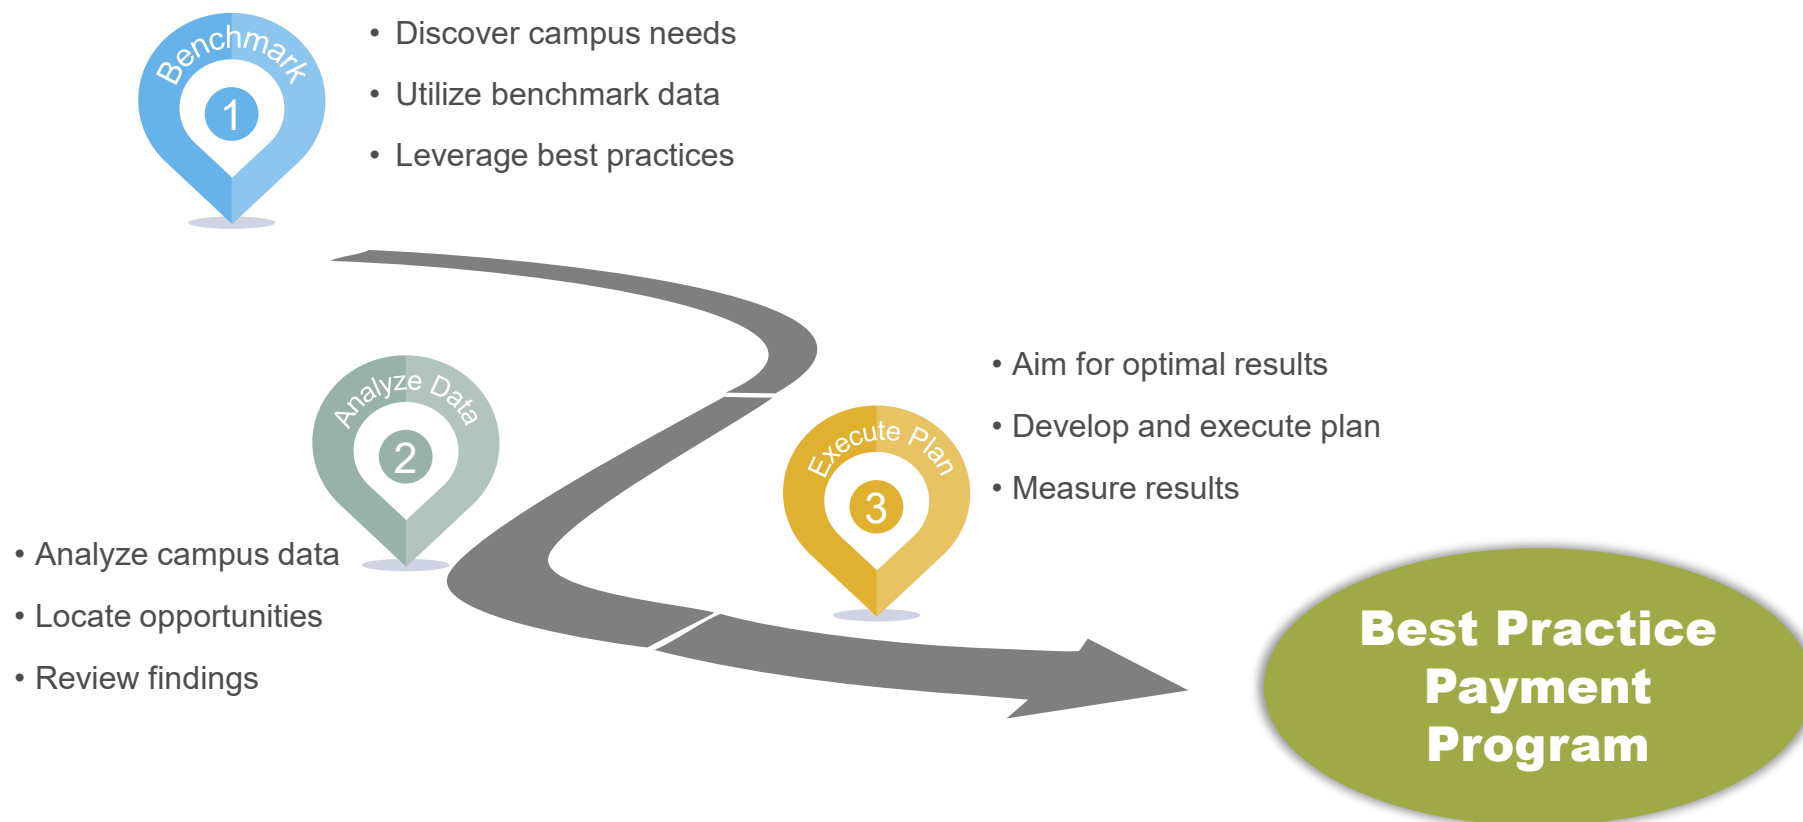 Benchmark
1
• Discover campus needs
• Utilize benchmark data
• Leverage best practices
Analyze Data
2
• Analyze campus data
• Locate opportunities
• Review findings
Execute Plan
3
• Aim for optimal results
• Develop and execute plan
• Measure results
Best Practice
Payment
Program